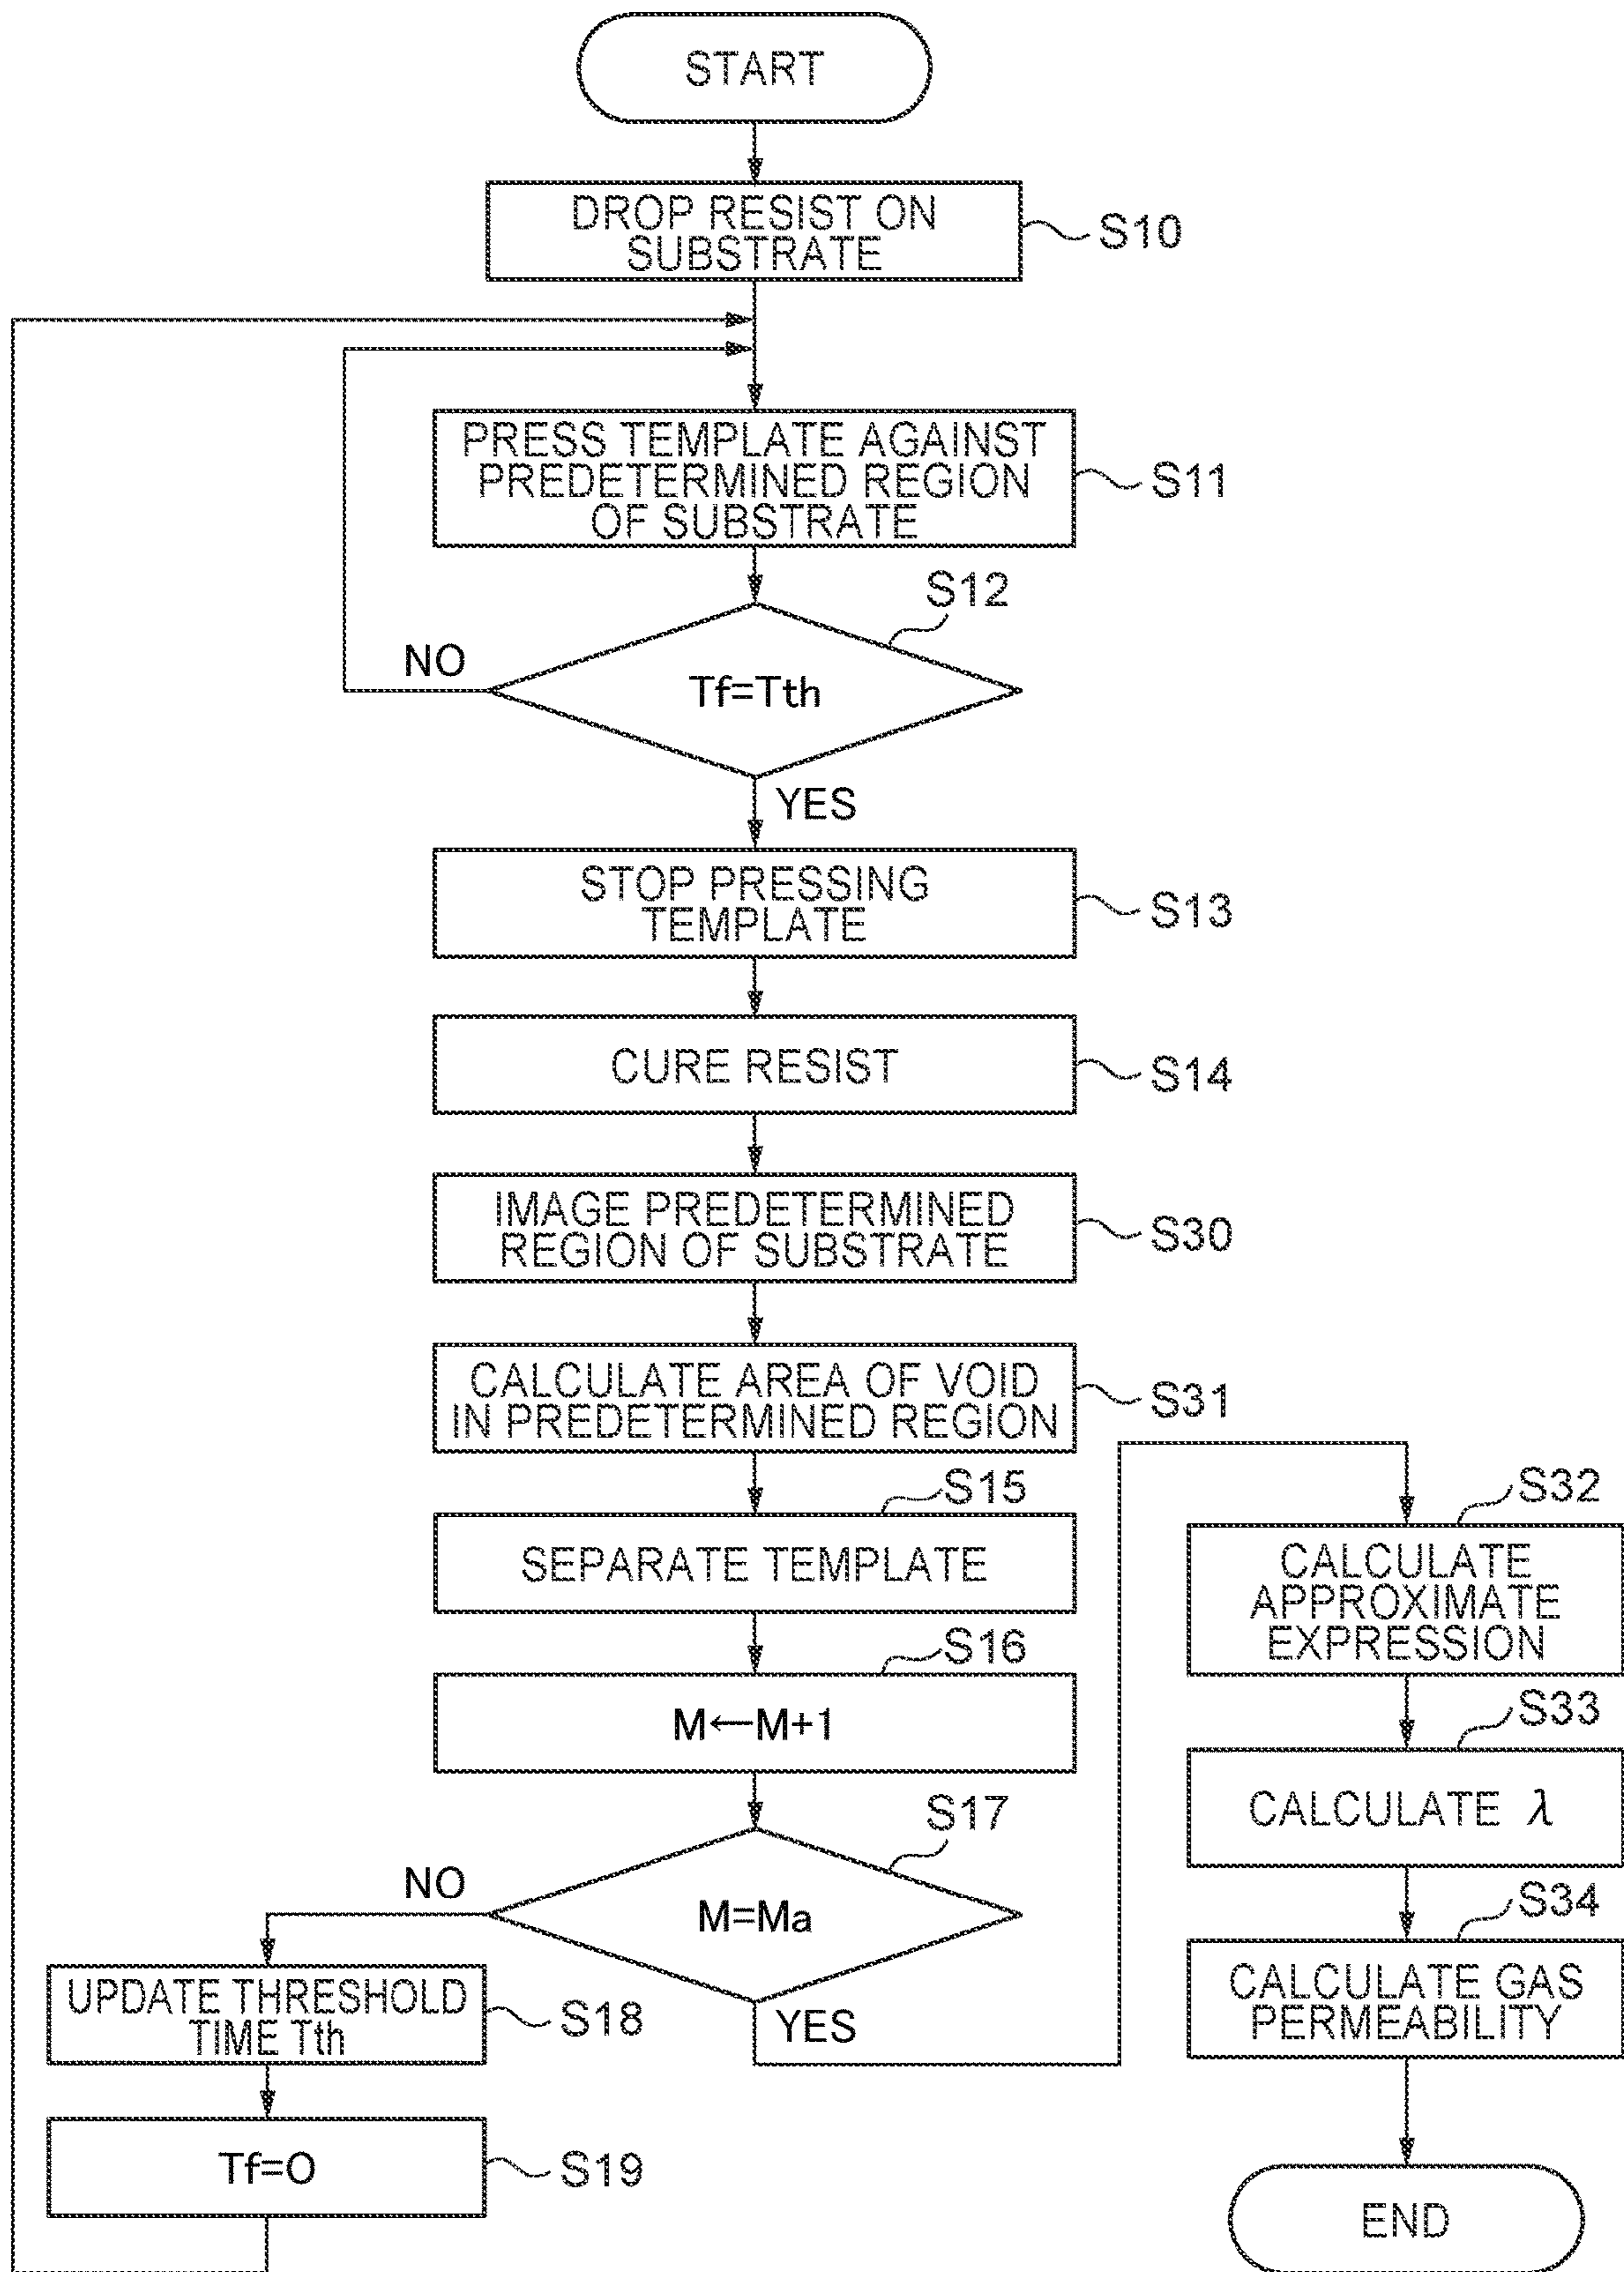 START
DROP RESIST ON
SUBSTRATE
S10
PRESS TEMPLATE AGAINST
PREDETERMINED REGION
OF SUBSTRATE
S11
S12
NO
Tf=Tth
YES
STOP PRESSING
TEMPLATE
S13
CURE RESIST
S14
IMAGE PREDETERMINED
REGION OF SUBSTRATE
S30
CALCULATE AREA OF VOID
IN PREDETERMINED REGION
S31
S15
SEPARATE TEMPLATE
S16
M←M+1
S17
NO
M=Ma
YES
UPDATE THRESHOLD
TIME Tth
S18
Tf=O
S19
S32
CALCULATE
APPROXIMATE
EXPRESSION
S33
CALCULATE λ
S34
CALCULATE GAS
PERMEABILITY
END